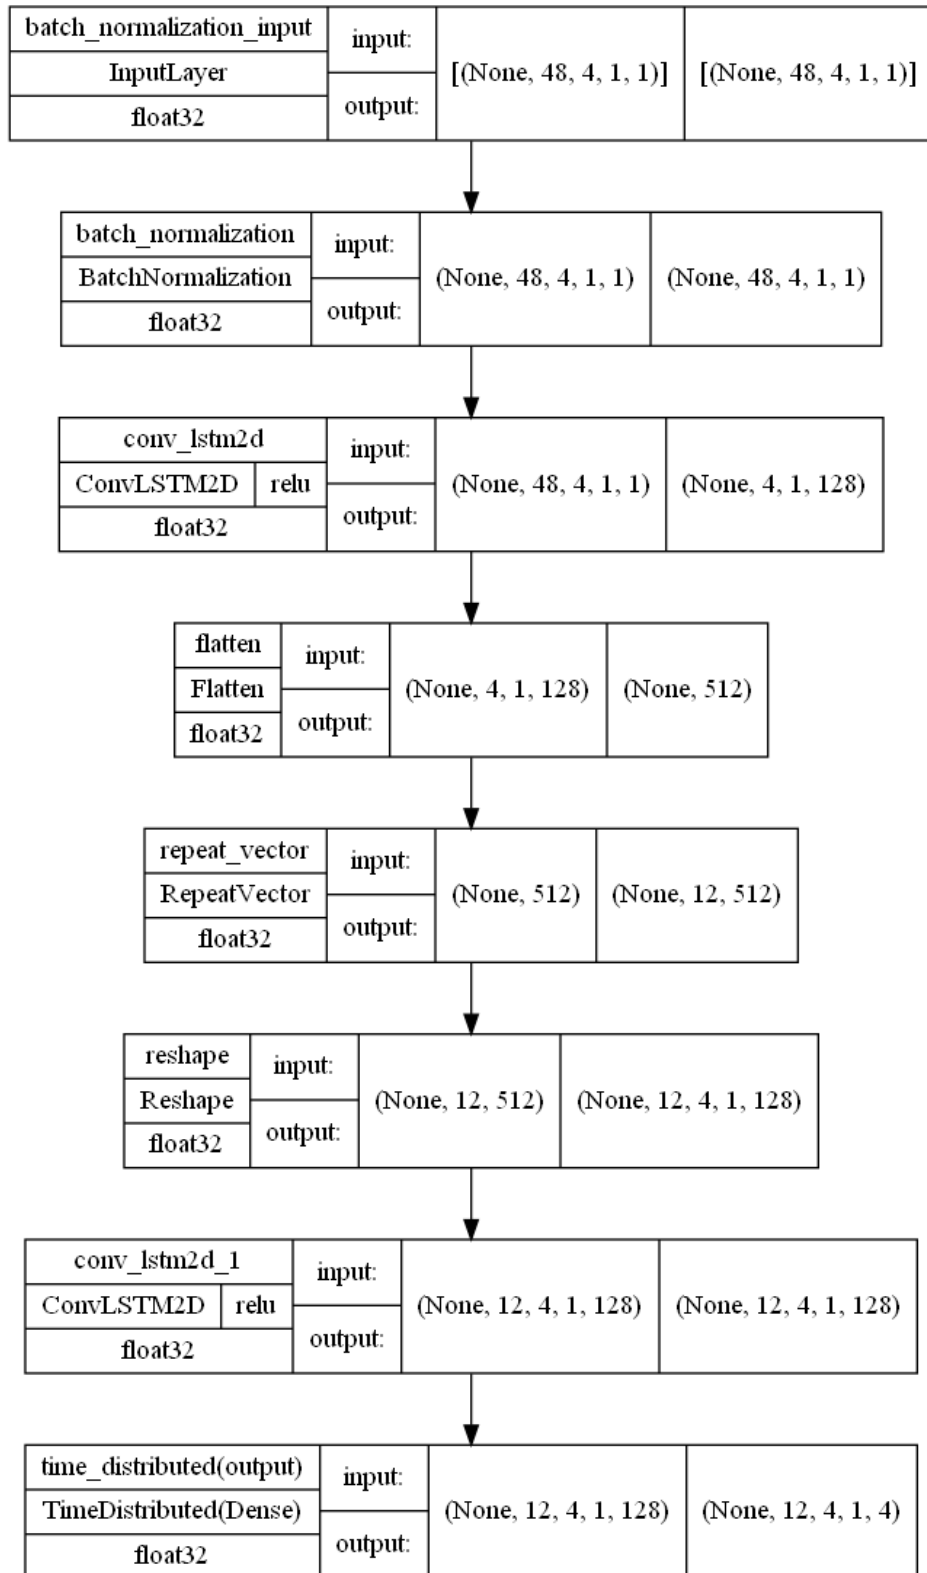 batch_normalization_input
InputLayer
float32
input:
output:
[(None, 48, 4, 1, 1)]
[(None, 48, 4, 1, 1)]
batch_normalization
BatchNormalization
float32
input:
output:
(None, 48, 4, 1, 1)
(None, 48, 4, 1, 1)
conv_lstm2d
ConvLSTM2D
relu
float32
input:
output:
(None, 48, 4, 1, 1)
(None, 4, 1, 128)
flatten
Flatten
float32
input:
output:
(None, 4, 1, 128)
(None, 512)
repeat_vector
RepeatVector
float32
input:
output:
(None, 512)
(None, 12, 512)
reshape
Reshape
float32
input:
output:
(None, 12, 512)
(None, 12, 4, 1, 128)
conv_lstm2d_1
ConvLSTM2D
relu
float32
input:
output:
(None, 12, 4, 1, 128)
(None, 12, 4, 1, 128)
time_distributed(output)
TimeDistributed(Dense)
float32
input:
output:
(None, 12, 4, 1, 128)
(None, 12, 4, 1, 4)